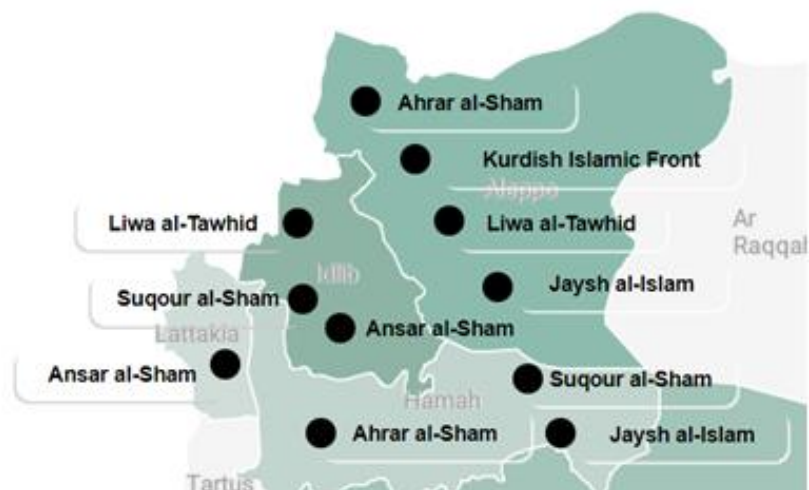 Ahrar al-Sham
Kurdish Islamic Front
Aleppo
Liwa al-Tawhid
Liwa al-Tawhid
Ar
Raqqah
Idlib
Jaysh al-Islam
Suqour al-Sham
Ansar al-Sham
Lattakia
Ansar al-Sham
Suqour al-Sham
Hamah
Ahrar al-Sham
Jaysh al-Islam
Tartus